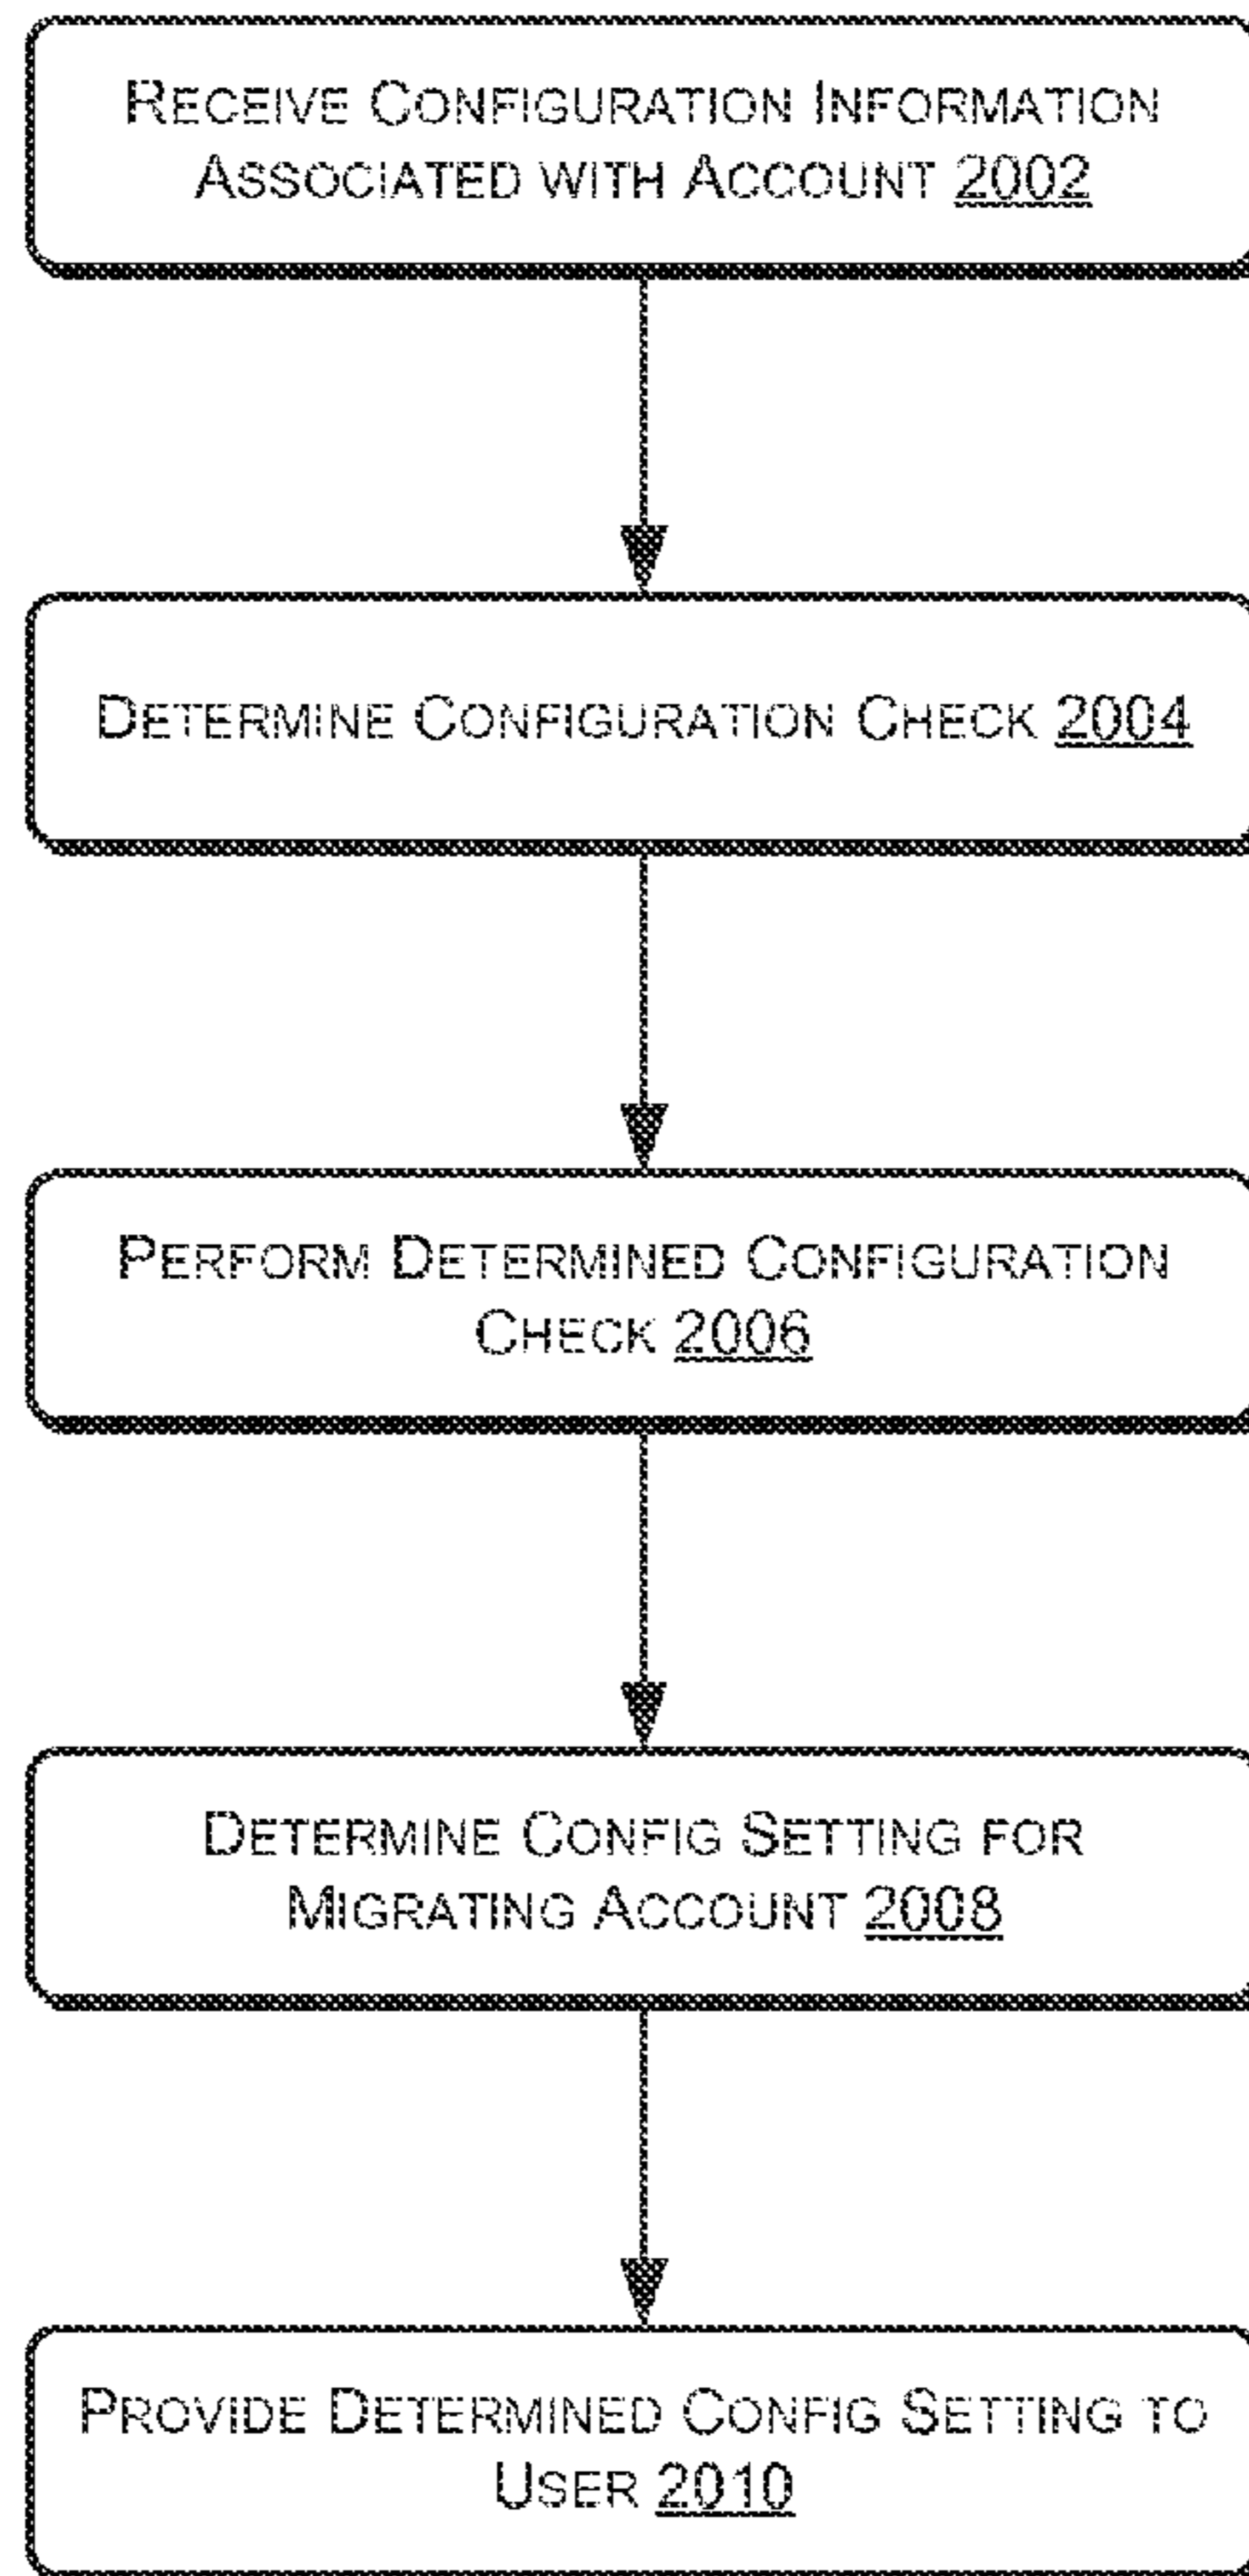 RECEIVE CONFIGURATION INFORMATION
ASSOCIATED WITH ACCOUNT 2002
DETERMINE CONFIGURATION CHECK 2004
PERFORM DETERMINED CONFIGURATION
CHECK 2006
DETERMINE CONFIG SETTING FOR
MIGRATING ACCOUNT 2008
PROVIDE DETERMINED CONFIG SETTING TO
USER 2010